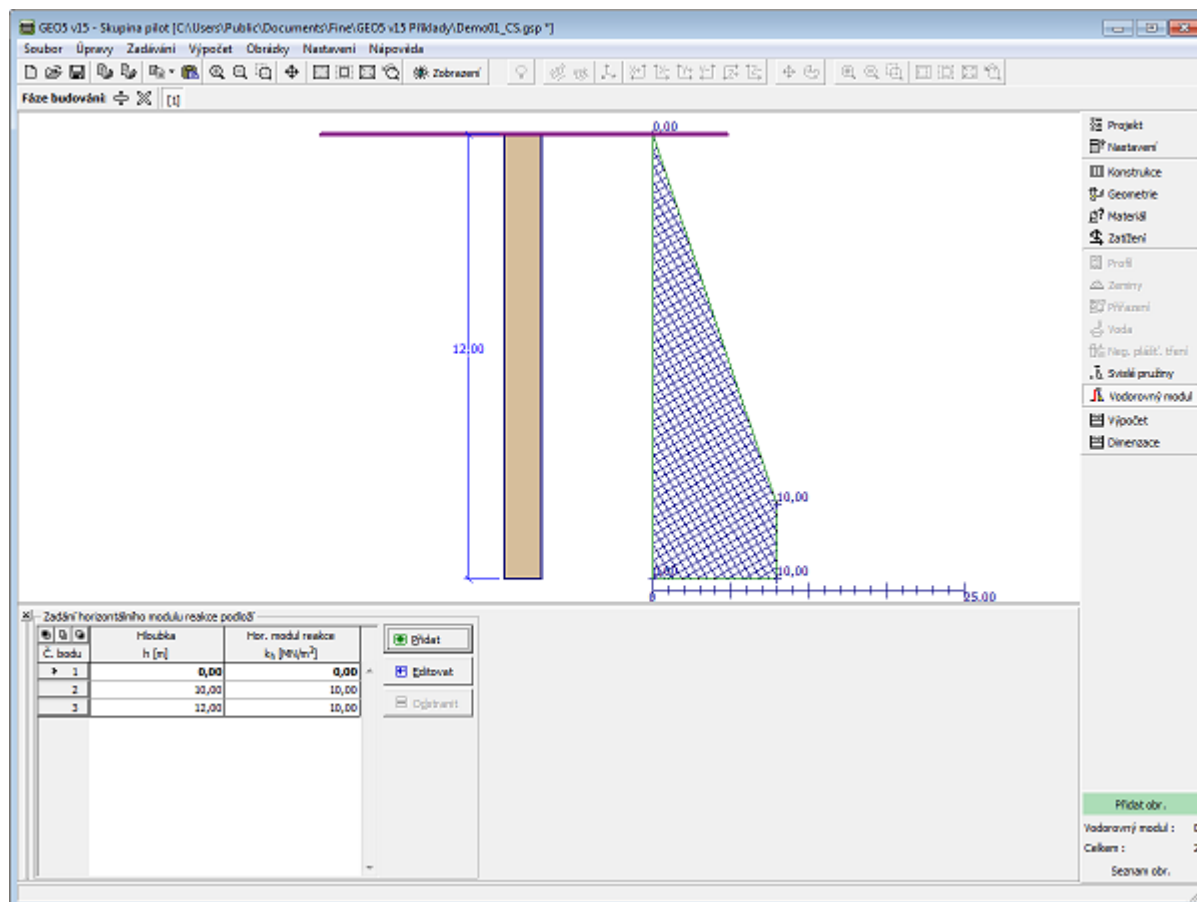 GEO5 v15 - Skupina pilot [C:\Users\Public\Documents\Fine\GEO5 v15 Příklady\Demo01_CS.gsp *]
Soubor Úpravy Zadávání Výpočet Obrázky Nastavení Nápověda
Zobrazení
Fáze budování: [1]
0,00
12,00
10,00
0,00 10,00
0 25.00
Projekt
Nastavení
Konstrukce
Geometrie
Materiál
Zatížení
Profil
Zeminy
Přiřazení
Voda
Neg. plášť. tření
Svislé pružiny
Vodorovný modul
Výpočet
Dimenzace
Zadání horizontálního modulu reakce podloží
Hloubka Hor. modul reakce
Č. bodu h [m] kh [MN/m³]
1 0,00 0,00
2 10,00 10,00
3 12,00 10,00
Přidat
Editovat
Odstranit
Přidat obr.
Vodorovný modul :
Celkem :
Seznam obr.